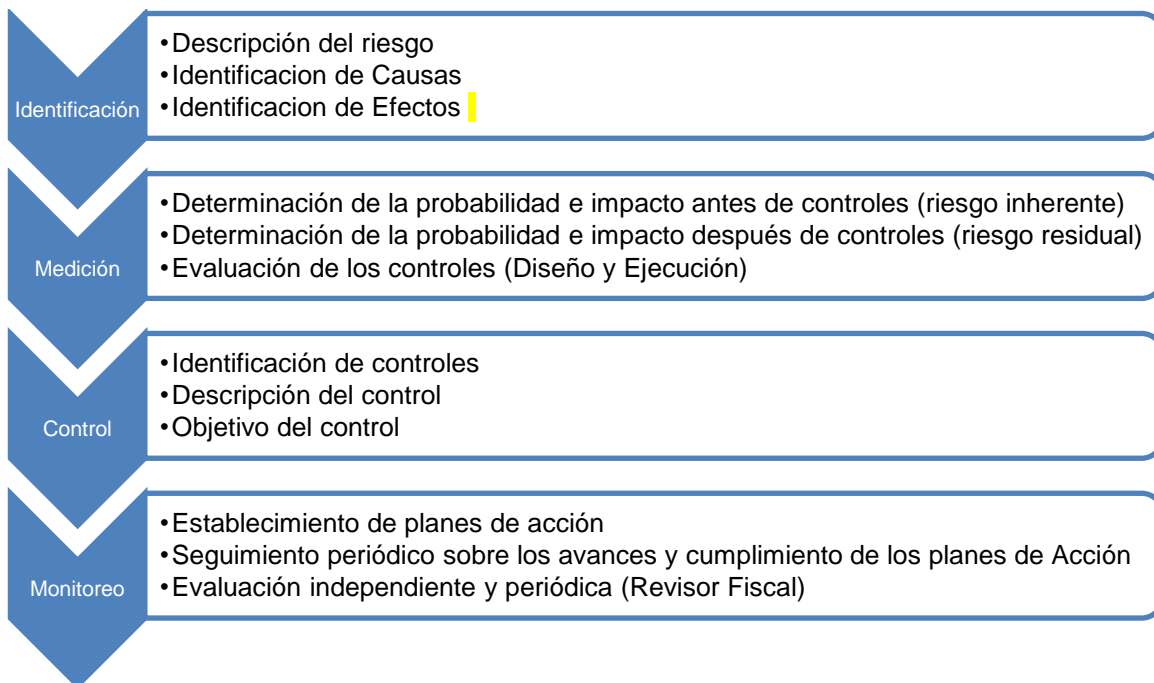 Identificación
•Descripción del riesgo
•Identificacion de Causas
•Identificacion de Efectos
Medición
•Determinación de la probabilidad e impacto antes de controles (riesgo inherente)
•Determinación de la probabilidad e impacto después de controles (riesgo residual)
•Evaluación de los controles (Diseño y Ejecución)
Control
•Identificación de controles
•Descripción del control
•Objetivo del control
Monitoreo
•Establecimiento de planes de acción
•Seguimiento periódico sobre los avances y cumplimiento de los planes de Acción
•Evaluación independiente y periódica (Revisor Fiscal)